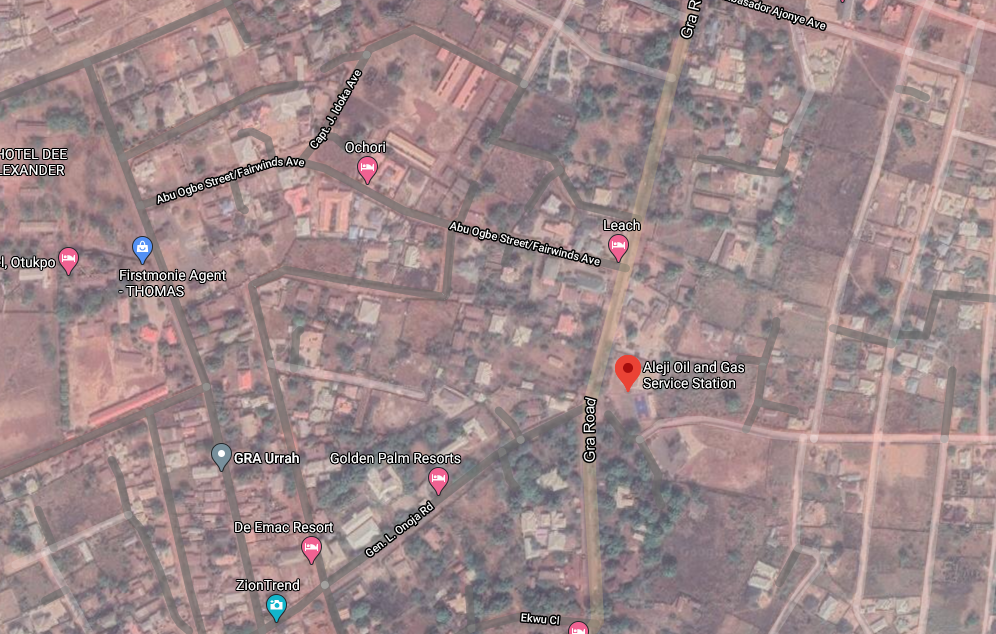 Gra R
basador Ajonye Ave
Capt. J. Idoka Ave
HOTEL DEE
LEXANDER
Ochori
Abu Ogbe Street/Fairwinds Ave
Abu Ogbe Street/Fairwinds Ave
Leach
l, Otukpo
Firstmonie Agent
- THOMAS
Aleji Oil and Gas
Service Station
Gra Road
GRA Urrah
Golden Palm Resorts
Gen. L. Onoja Rd
De Emac Resort
ZionTrend
Ekwu Cl